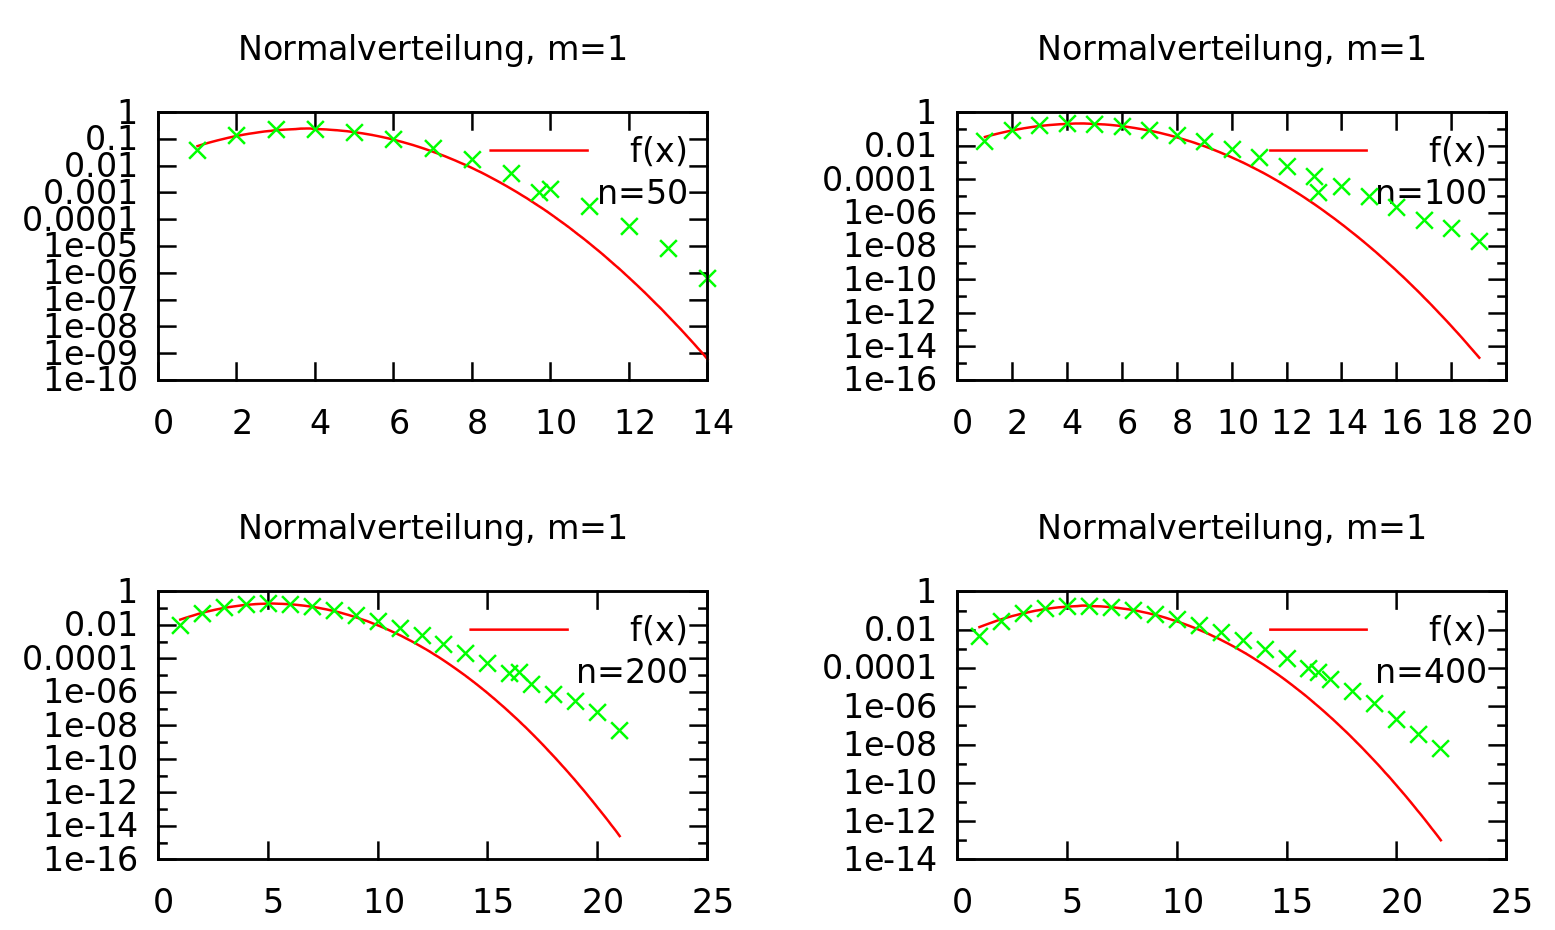 Normalverteilung, m=1
1
0.1
0.01
0.001
0.0001
1e-05
1e-06
1e-07
1e-08
1e-09
1e-10
0 2 4 6 8 10 12 14
f(x)
n=50
Normalverteilung, m=1
1
0.01
0.0001
1e-06
1e-08
1e-10
1e-12
1e-14
1e-16
0 2 4 6 8 10 12 14 16 18 20
f(x)
n=100
Normalverteilung, m=1
1
0.01
0.0001
1e-06
1e-08
1e-10
1e-12
1e-14
1e-16
0 5 10 15 20 25
f(x)
n=200
Normalverteilung, m=1
1
0.01
0.0001
1e-06
1e-08
1e-10
1e-12
1e-14
0 5 10 15 20 25
f(x)
n=400